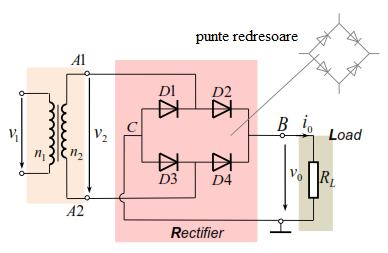 punte redresoare
A1
D1 D2
v1 n1 n2 v2 C B i0 Load
D3 D4 v0 RL
A2
Rectifier